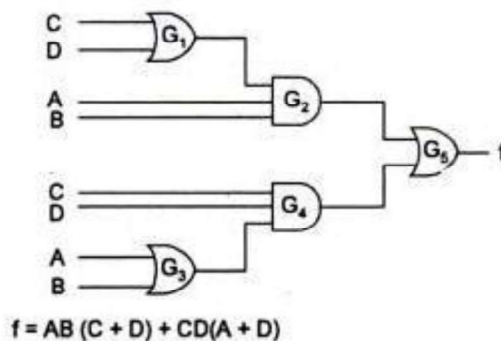 C
D
G1
A
B
G2
G5
f
C
D
G4
A
B
G3
f = AB (C + D) + CD(A + D)